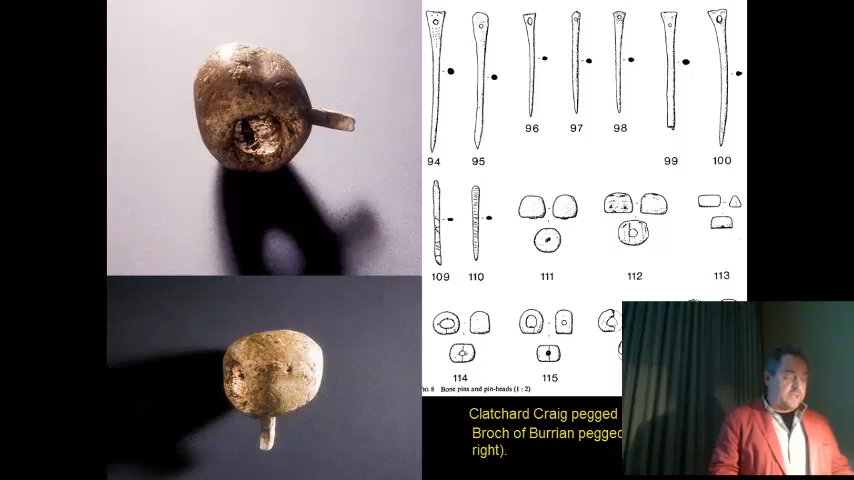 94 95 96 97 98 99 100
109 110 111 112 113
114 115
8 Bone pins and pin-heads (1 : 2)
Clatchard Craig pegged
Broch of Burrian pegged
right).